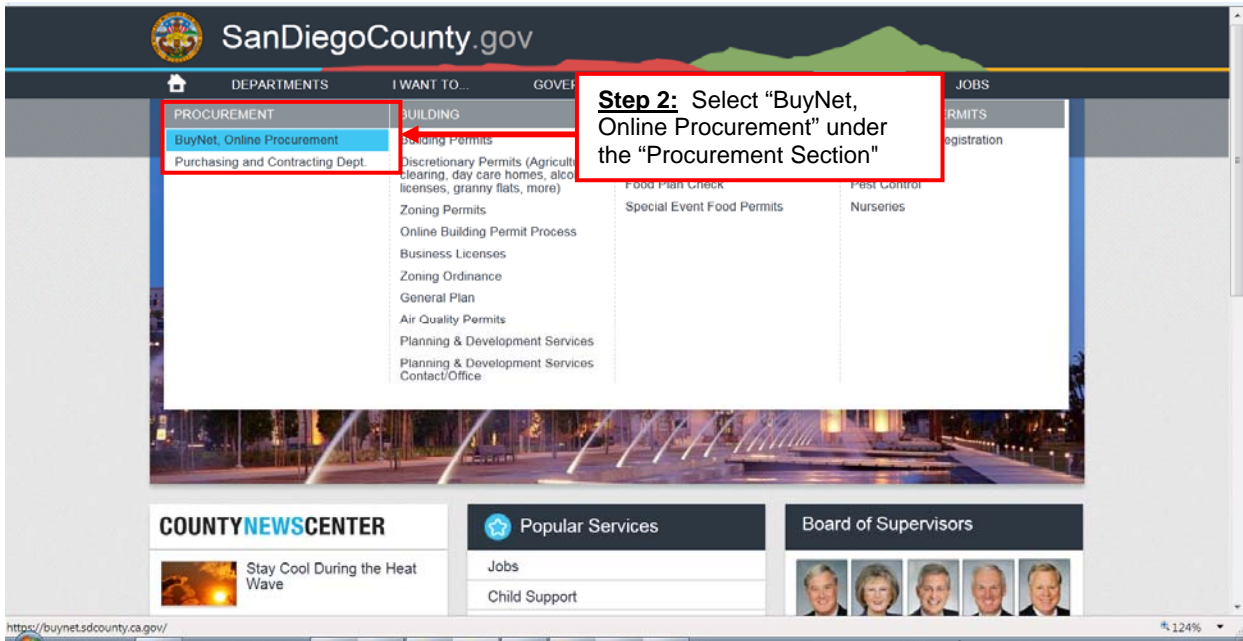 SanDiegoCounty.gov
DEPARTMENTS
I WANT TO...
JOBS
Step 2: Select “BuyNet,
Online Procurement” under
the “Procurement Section"
PROCUREMENT
BuyNet, Online Procurement
Purchasing and Contracting Dept.
BUILDING
Building Permits
Discretionary Permits
clearing, day care homes,
licenses, granny flats, more)
Zoning Permits
Online Building Permit Process
Business Licenses
Zoning Ordinance
General Plan
Air Quality Permits
Planning & Development Services
Planning & Development Services
Contact/Office
Food Plan Check
Special Event Food Permits
Pest Control
Nurseries
COUNTYNEWSCENTER
Stay Cool During the Heat
Wave
Popular Services
Jobs
Child Support
Board of Supervisors
https://buynet.sdcounty.ca.gov/
124%